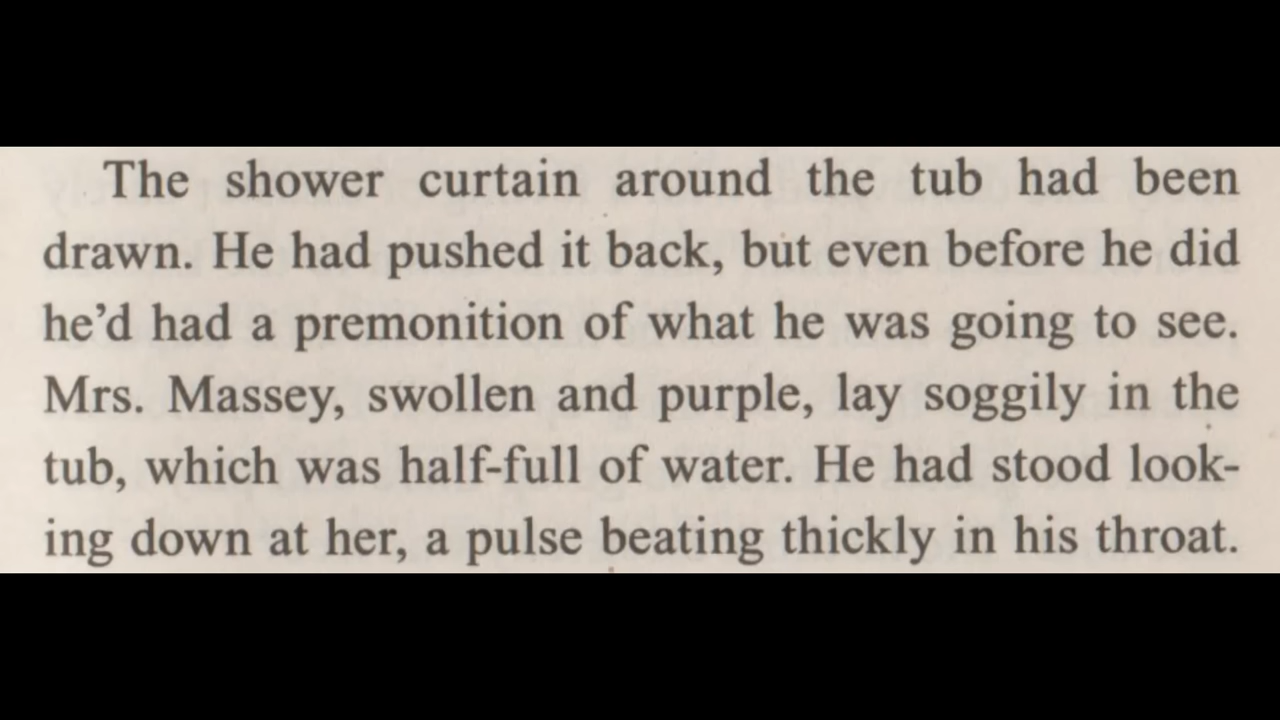 The shower curtain around the tub had been
drawn. He had pushed it back, but even before he did
he’d had a premonition of what he was going to see.
Mrs. Massey, swollen and purple, lay soggily in the
tub, which was half-full of water. He had stood look-
ing down at her, a pulse beating thickly in his throat.